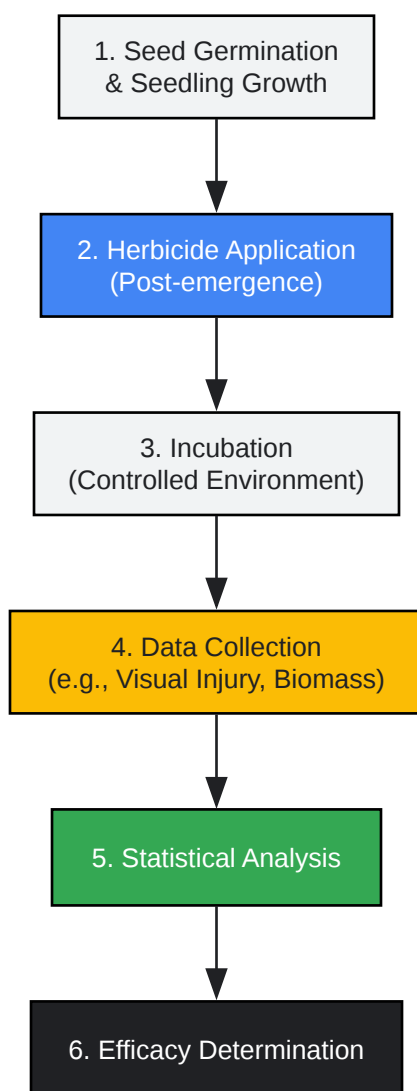 1. Seed Germination
& Seedling Growth
2. Herbicide Application
(Post-emergence)
3. Incubation
(Controlled Environment)
4. Data Collection
(e.g., Visual Injury, Biomass)
5. Statistical Analysis
6. Efficacy Determination